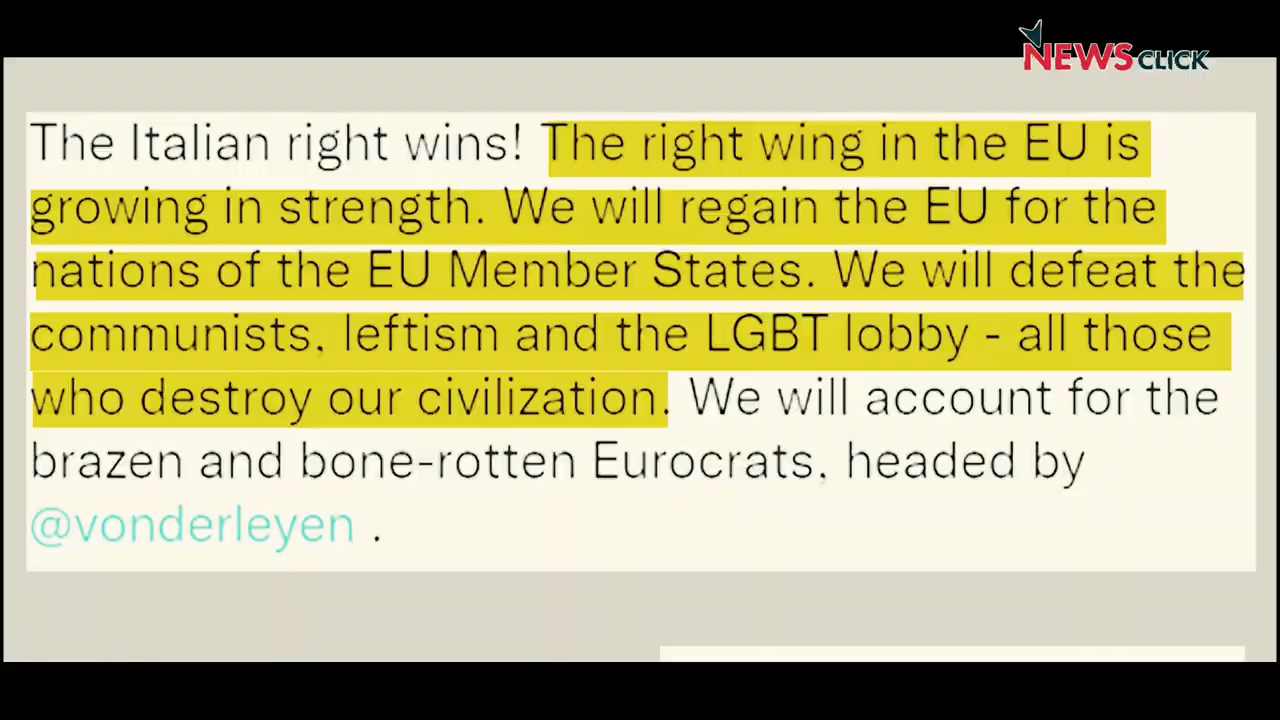 NEWSCLICK
The Italian right wins! The right wing in the EU is
growing in strength. We will regain the EU for the
nations of the EU Member States. We will defeat the
communists, leftism and the LGBT lobby - all those
who destroy our civilization. We will account for the
brazen and bone-rotten Eurocrats, headed by
@vonderleyen .